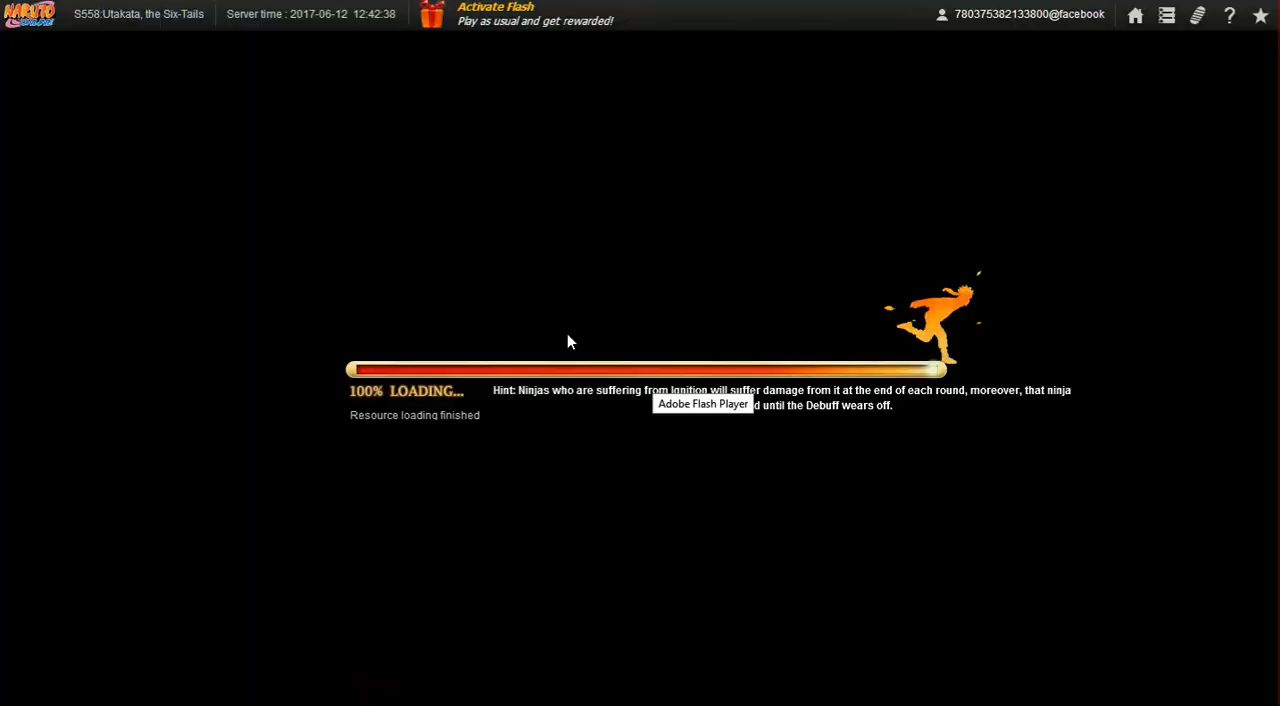 NARUTO ONLINE
S558:Utakata, the Six-Tails
Server time : 2017-06-12 12:42:38
Activate Flash
Play as usual and get rewarded!
780375382133800@facebook
?
100% LOADING...
Hint: Ninjas who are suffering from Ignition will suffer damage from it at the end of each round, moreover, that ninja
Adobe Flash Player
until the Debuff wears off.
Resource loading finished